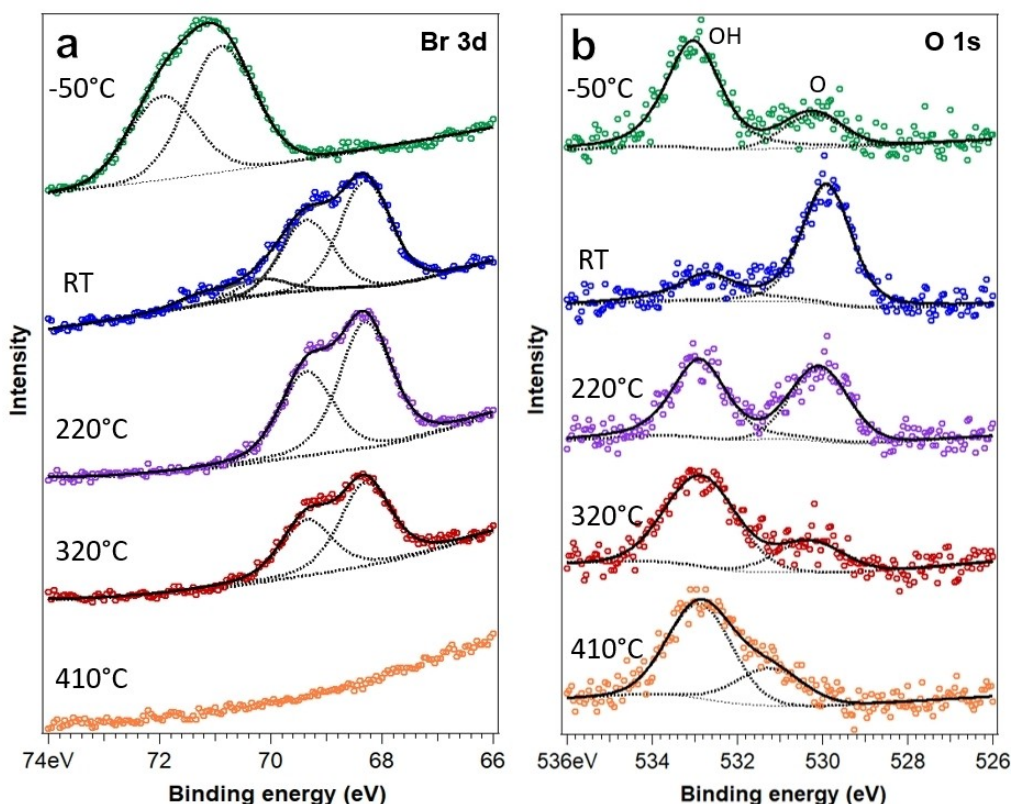 a
Br 3d
-50°C
RT
220°C
320°C
410°C
Intensity
74eV 72 70 68 66
Binding energy (eV)
b
O 1s
OH
O
-50°C
RT
220°C
320°C
410°C
Intensity
536eV 534 532 530 528 526
Binding energy (eV)